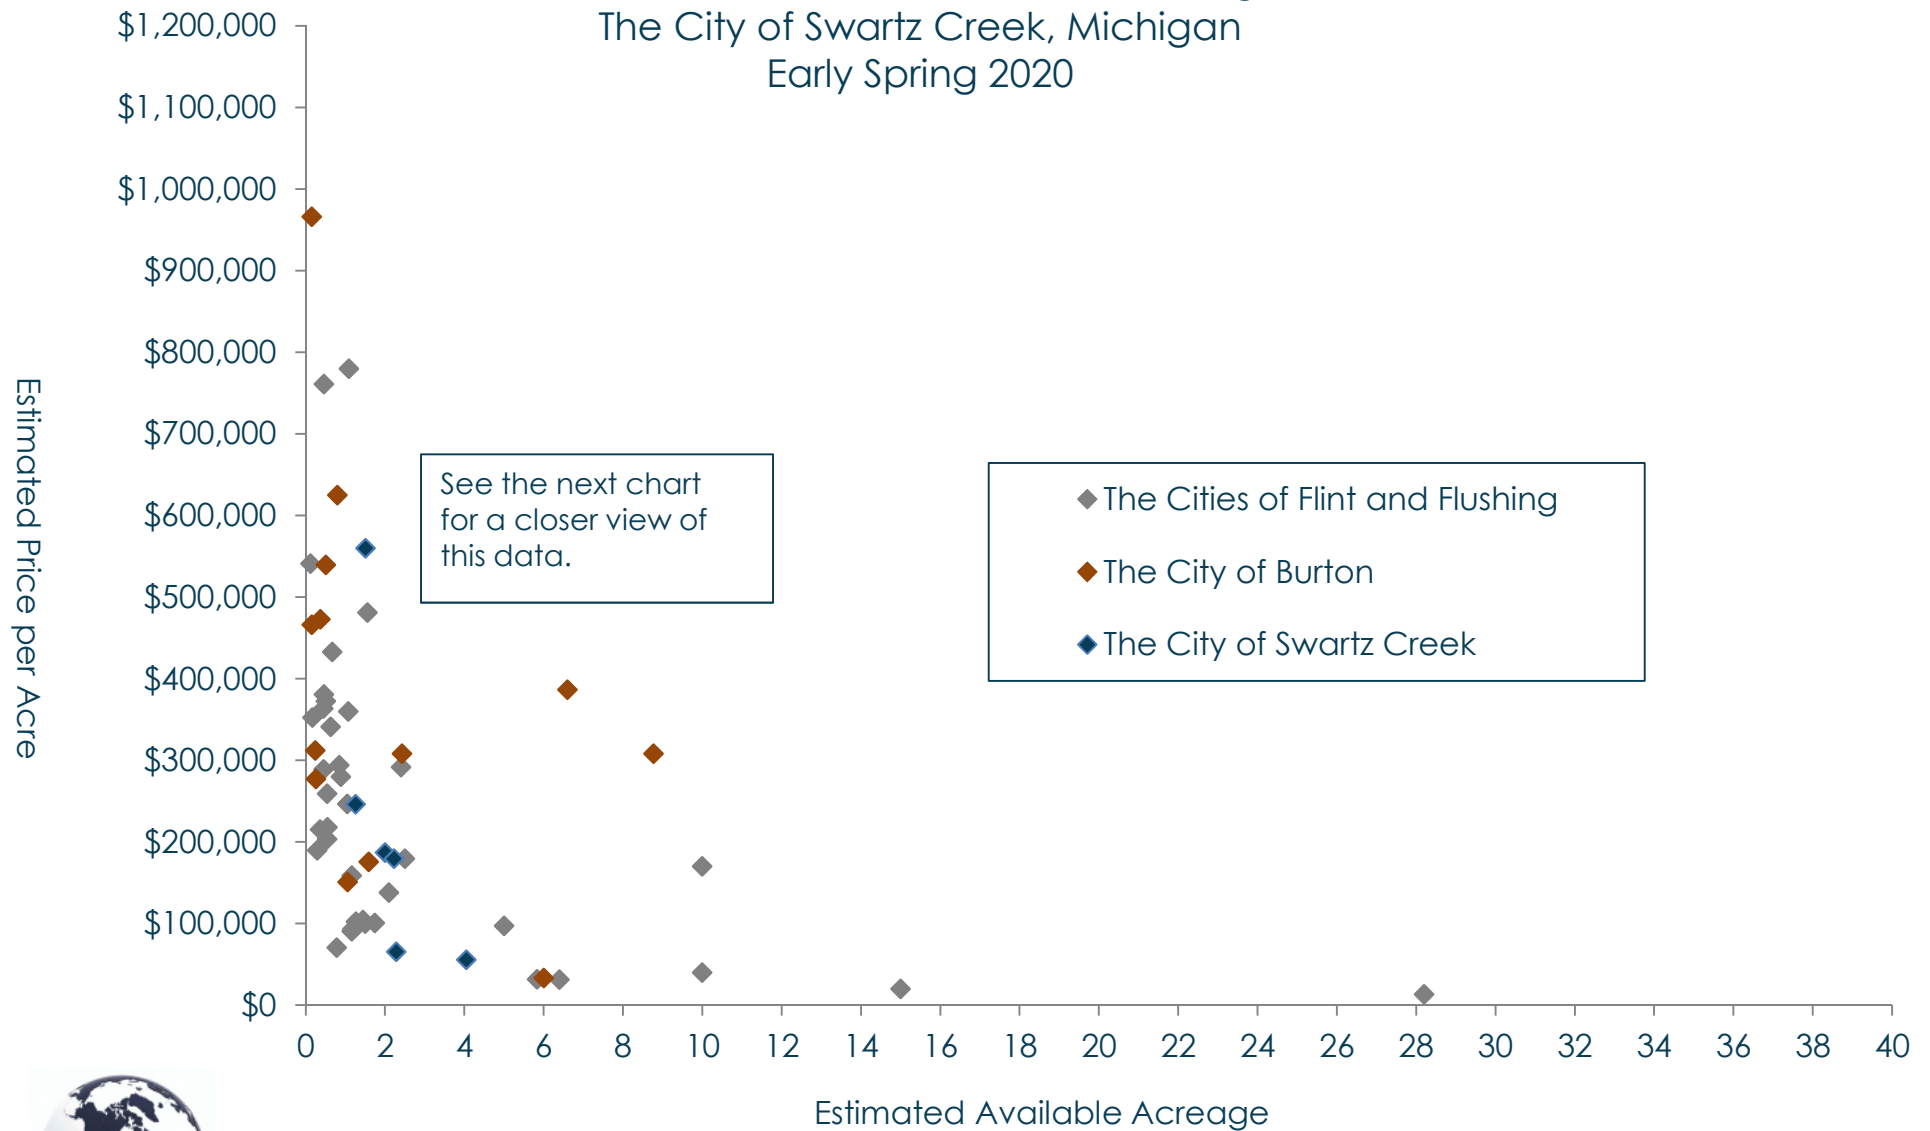 The City of Swartz Creek, Michigan
Early Spring 2020
$1,200,000
$1,100,000
$1,000,000
$900,000
$800,000
$700,000
$600,000
$500,000
$400,000
$300,000
$200,000
$100,000
$0
Estimated Price per Acre
See the next chart
for a closer view of
this data.
The Cities of Flint and Flushing
The City of Burton
The City of Swartz Creek
0 2 4 6 8 10 12 14 16 18 20 22 24 26 28 30 32 34 36 38 40
Estimated Available Acreage